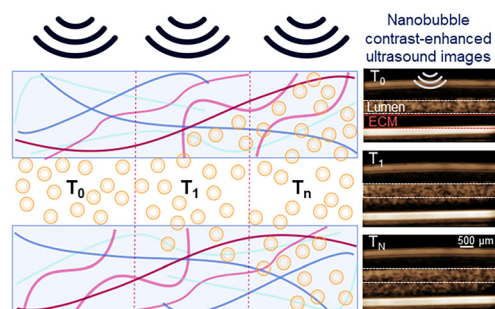 Nanobubble
contrast-enhanced
ultrasound images
T0
Lumen
ECM
T0
T1
Tn
T1
TN
500 μm